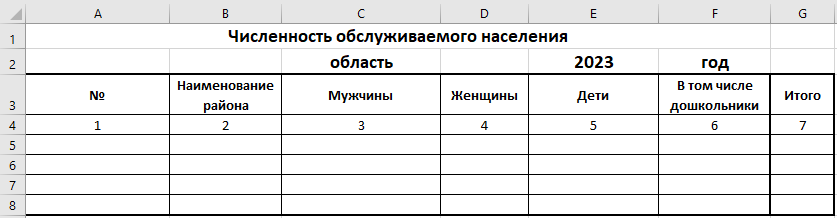 A B C D E F G
1 Численность обслуживаемого населения
2 область 2023 год
3 № Наименование района Мужчины Женщины Дети В том числе дошкольники Итого
4 1 2 3 4 5 6 7
5
6
7
8